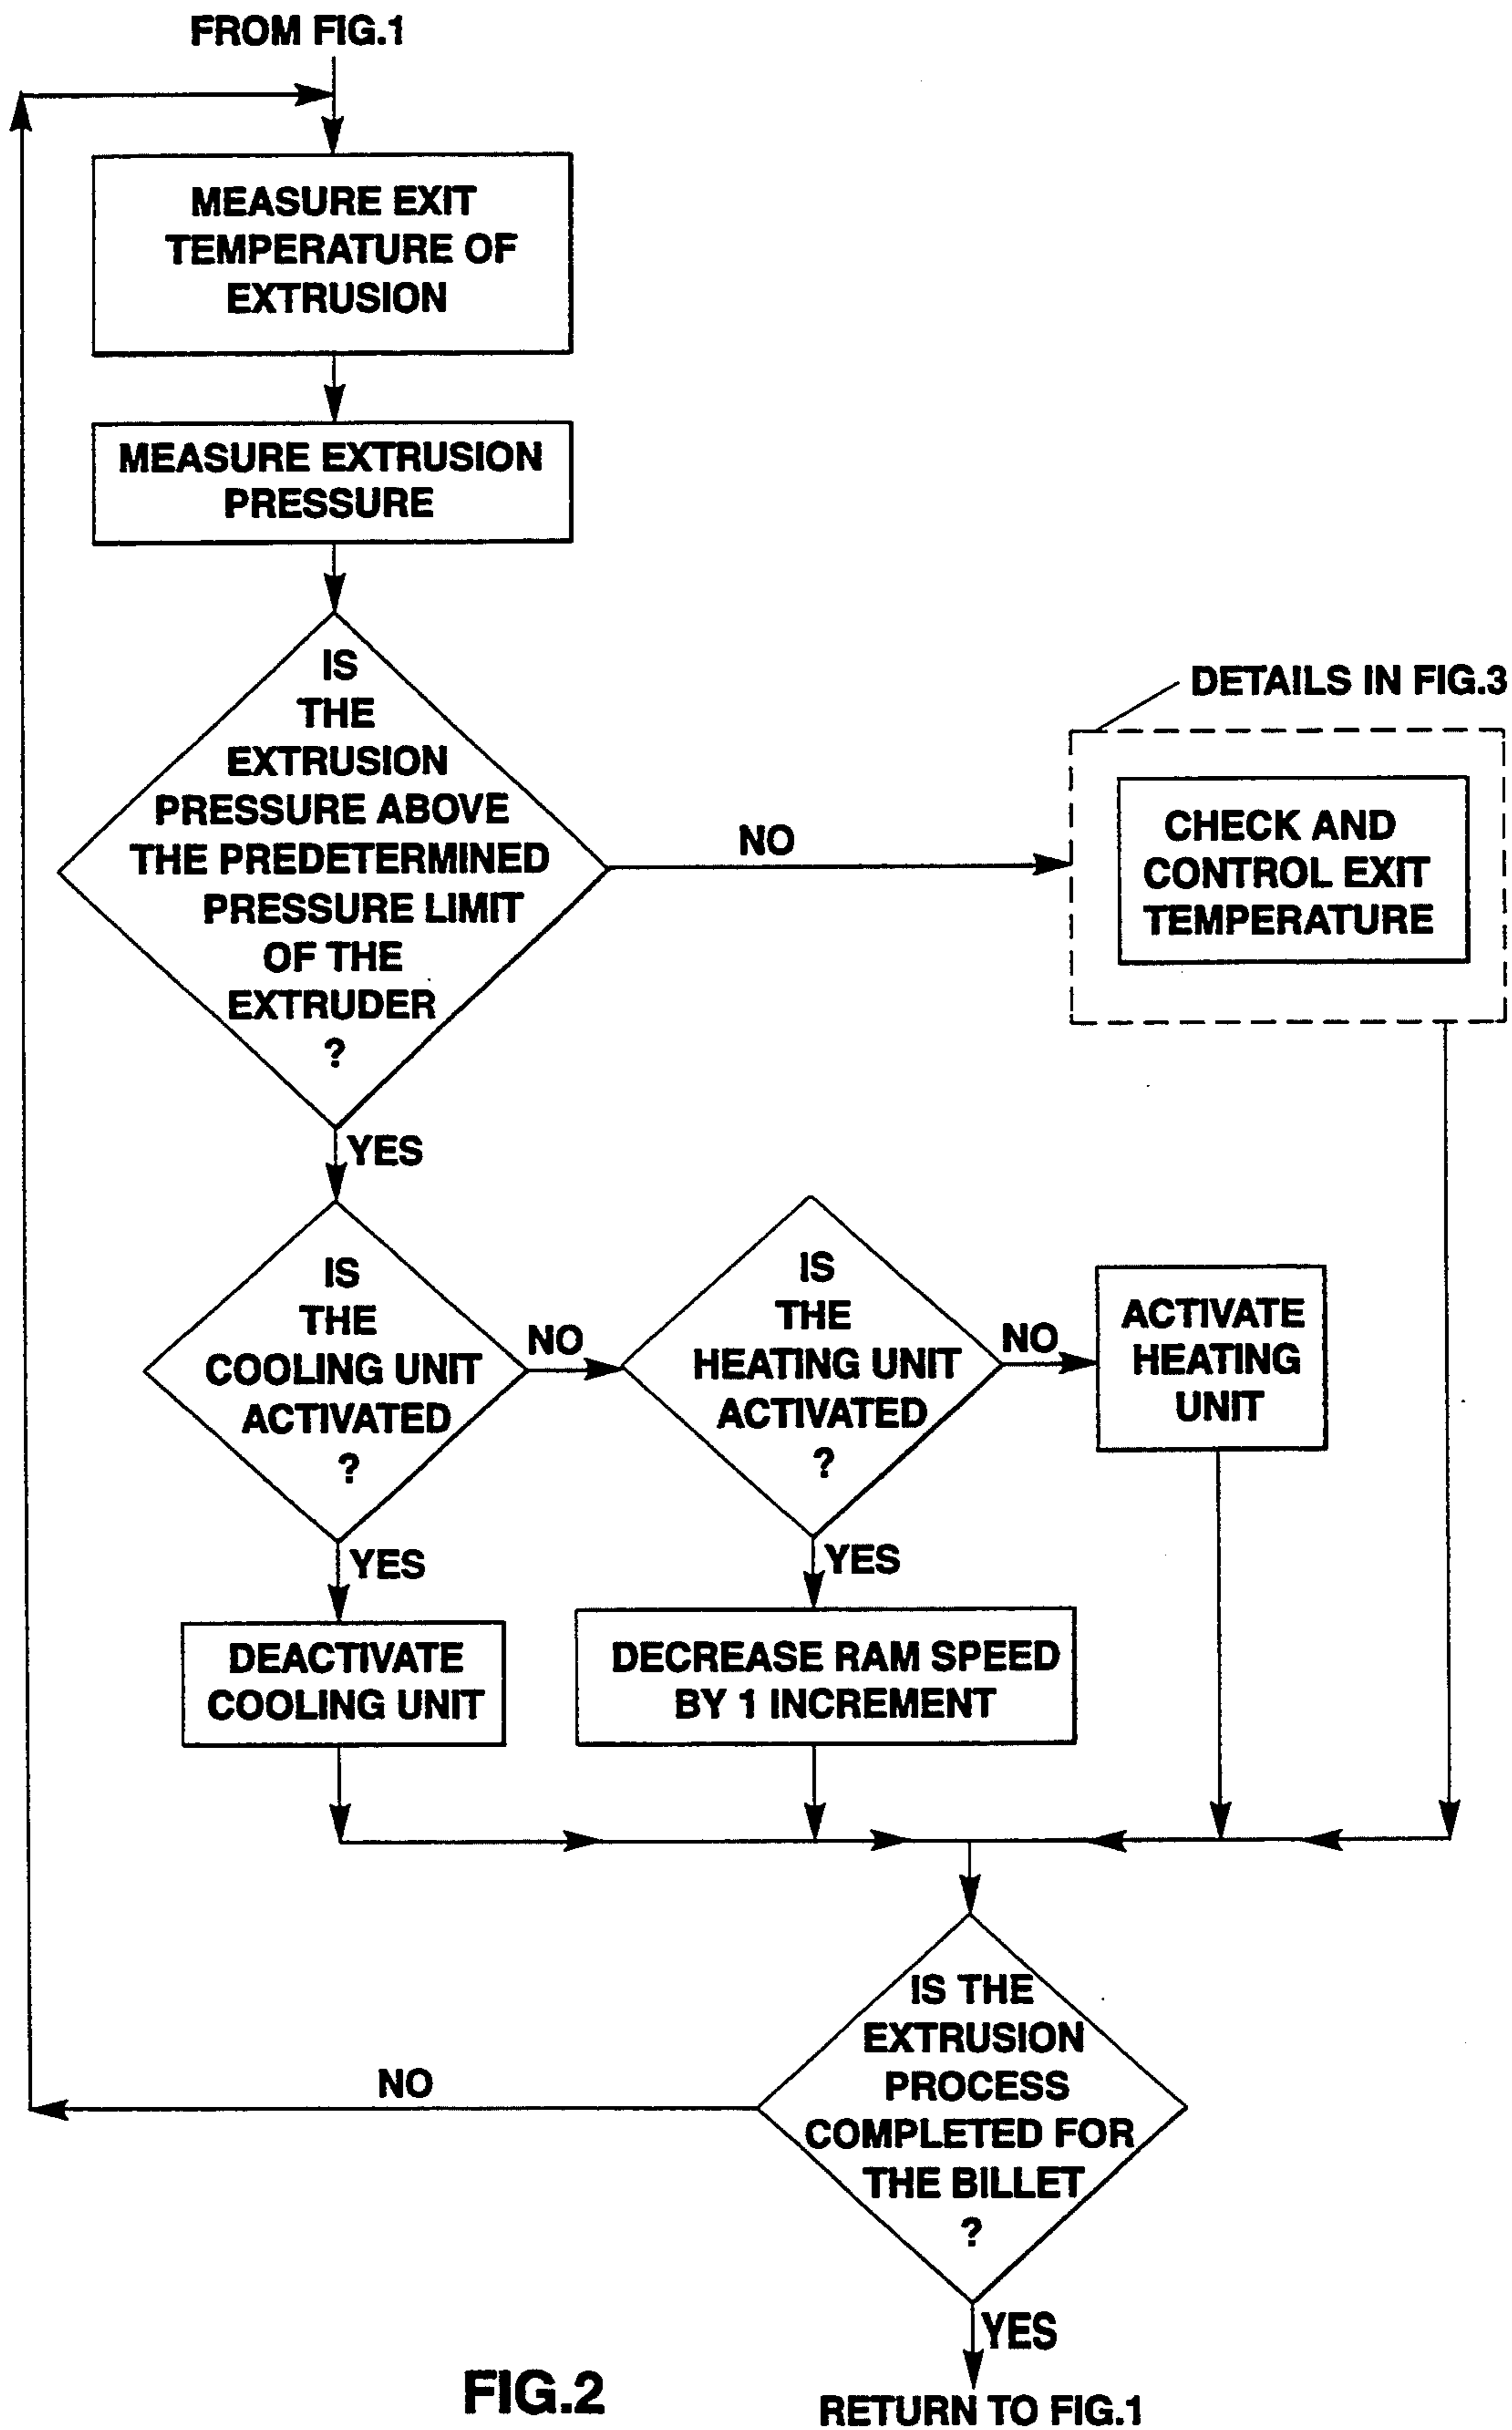 FROM FIG.1
MEASURE EXIT
TEMPERATURE OF
EXTRUSION
MEASURE EXTRUSION
PRESSURE
IS
THE
EXTRUSION
PRESSURE ABOVE
THE PREDETERMINED
PRESSURE LIMIT
OF THE
EXTRUDER
?
NO
DETAILS IN FIG.3
CHECK AND
CONTROL EXIT
TEMPERATURE
YES
IS
THE
COOLING UNIT
ACTIVATED
?
NO
IS
THE
HEATING UNIT
ACTIVATED
?
NO
ACTIVATE
HEATING
UNIT
YES
DEACTIVATE
COOLING UNIT
YES
DECREASE RAM SPEED
BY 1 INCREMENT
IS THE
EXTRUSION
PROCESS
COMPLETED FOR
THE BILLET
?
NO
YES
RETURN TO FIG.1
FIG.2